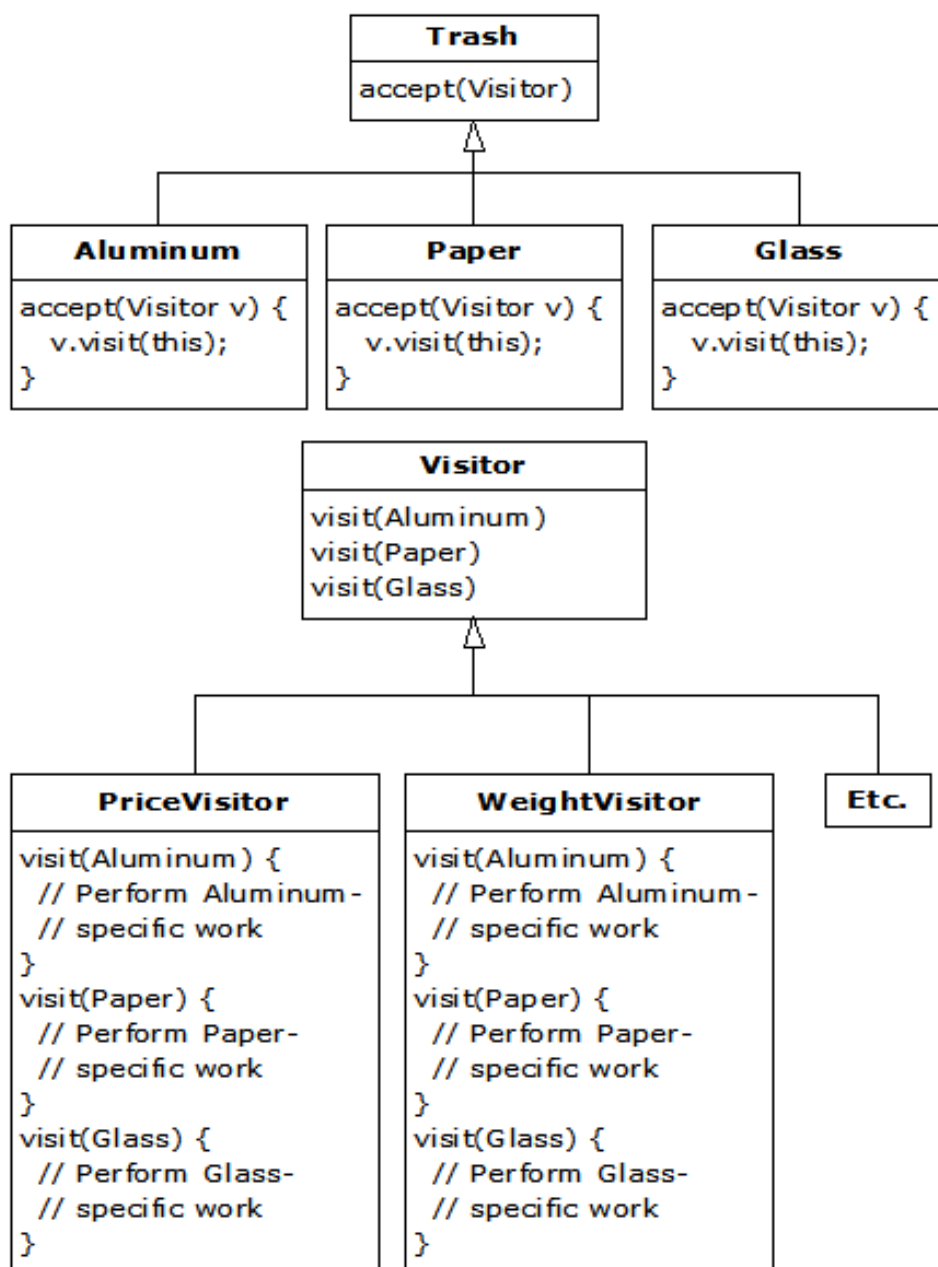 Trash
accept(Visitor)
Aluminum
accept(Visitor v) {
v.visit(this);
}
Paper
accept(Visitor v) {
v.visit(this);
}
Glass
accept(Visitor v) {
v.visit(this);
}
Visitor
visit(Aluminum)
visit(Paper)
visit(Glass)
PriceVisitor
visit(Aluminum) {
// Perform Aluminum-
// specific work
}
visit(Paper) {
// Perform Paper-
// specific work
}
visit(Glass) {
// Perform Glass-
// specific work
}
WeightVisitor
visit(Aluminum) {
// Perform Aluminum-
// specific work
}
visit(Paper) {
// Perform Paper-
// specific work
}
visit(Glass) {
// Perform Glass-
// specific work
}
Etc.